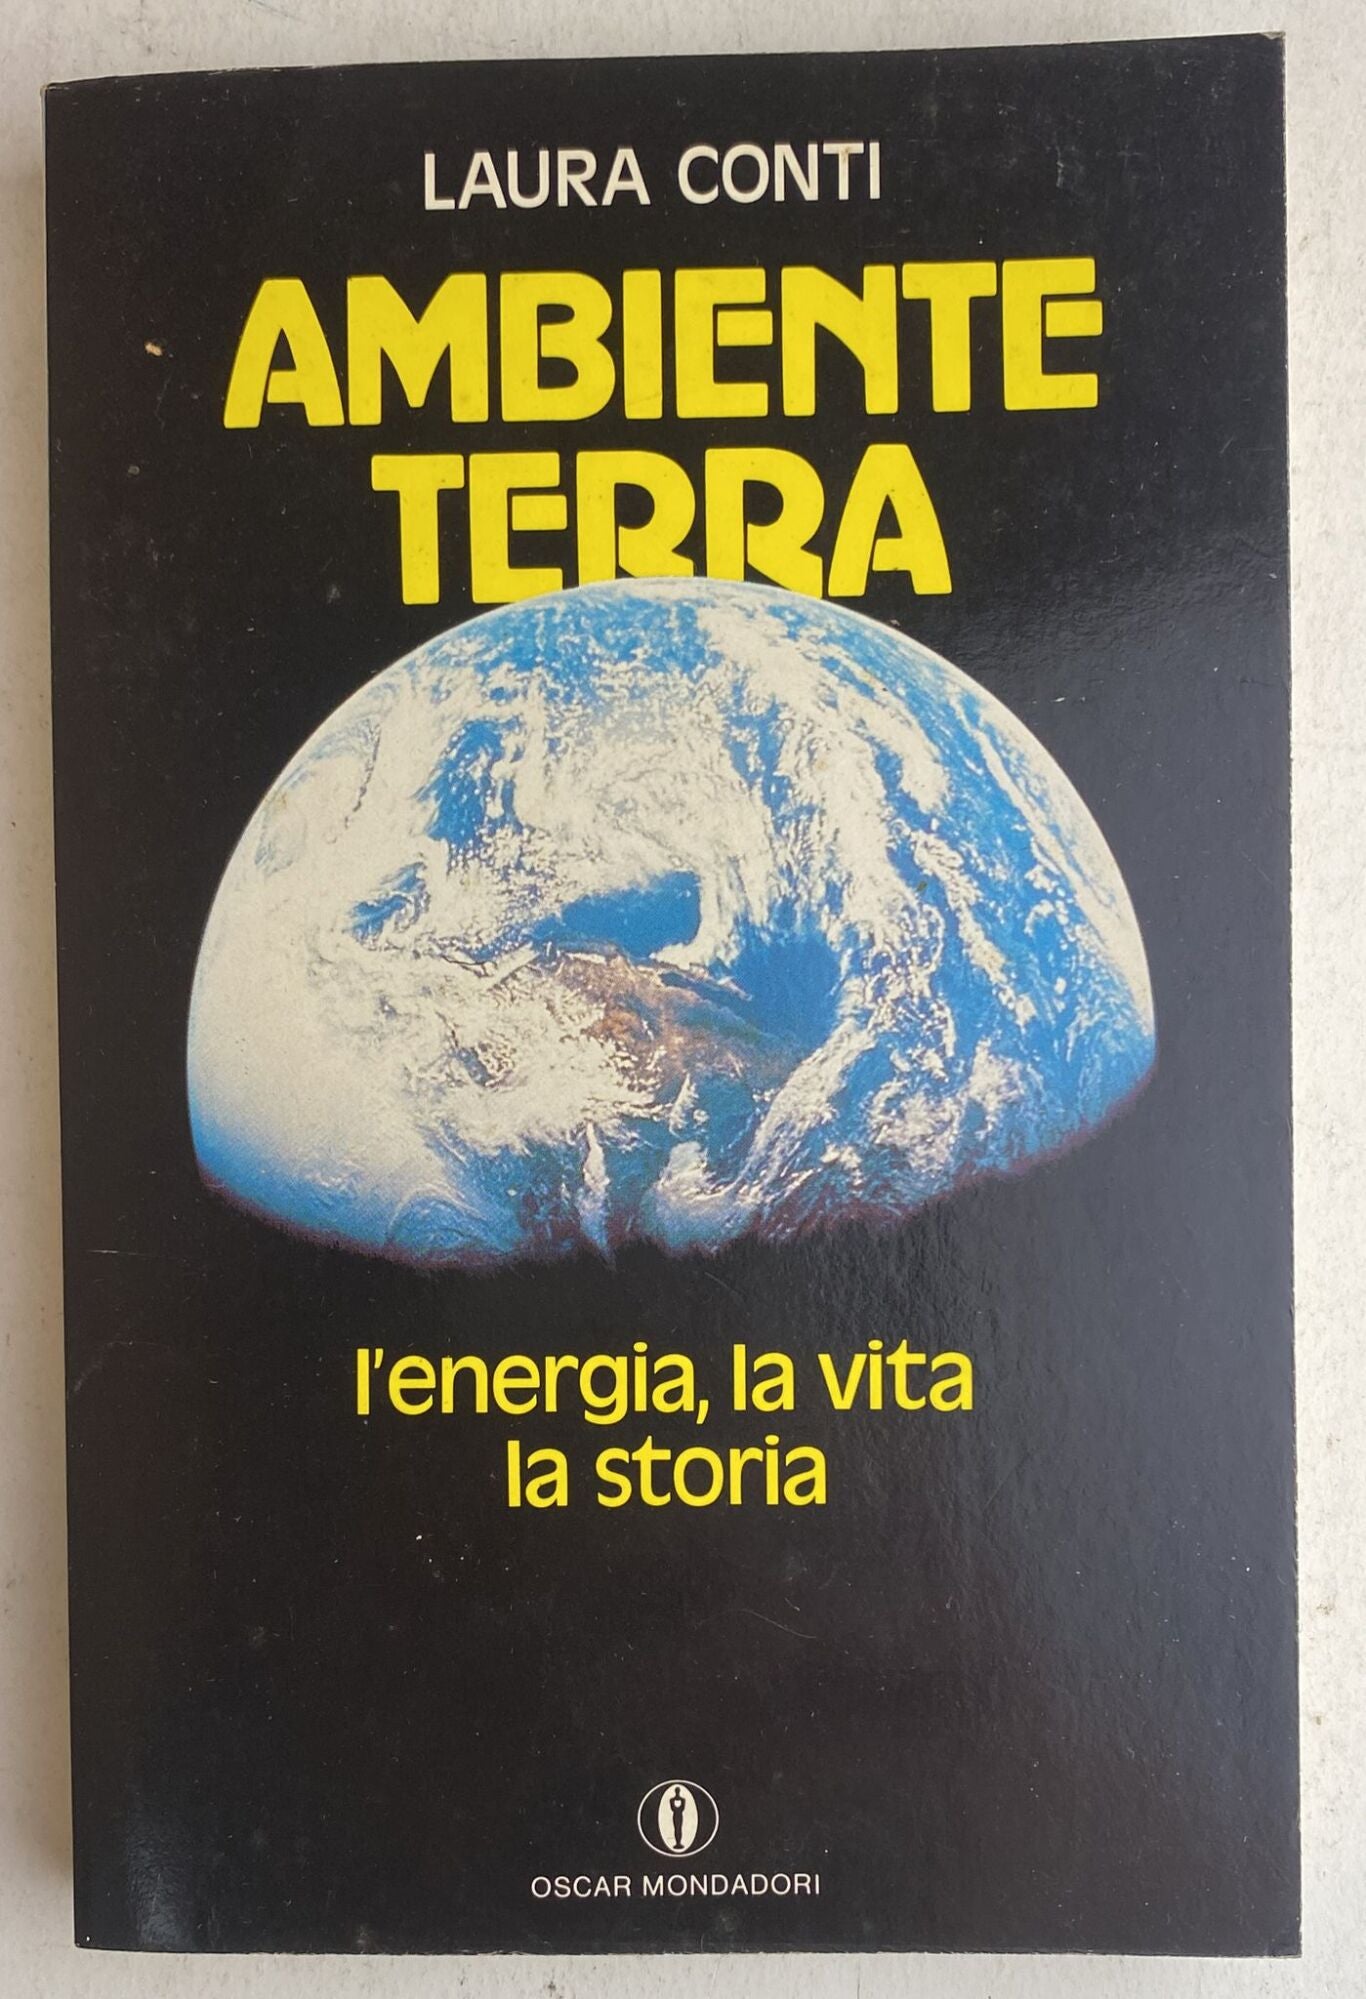 LAURA CONTI
AMBIENTE
TERRA
l'energia, la vita
la storia
OSCAR MONDADORI